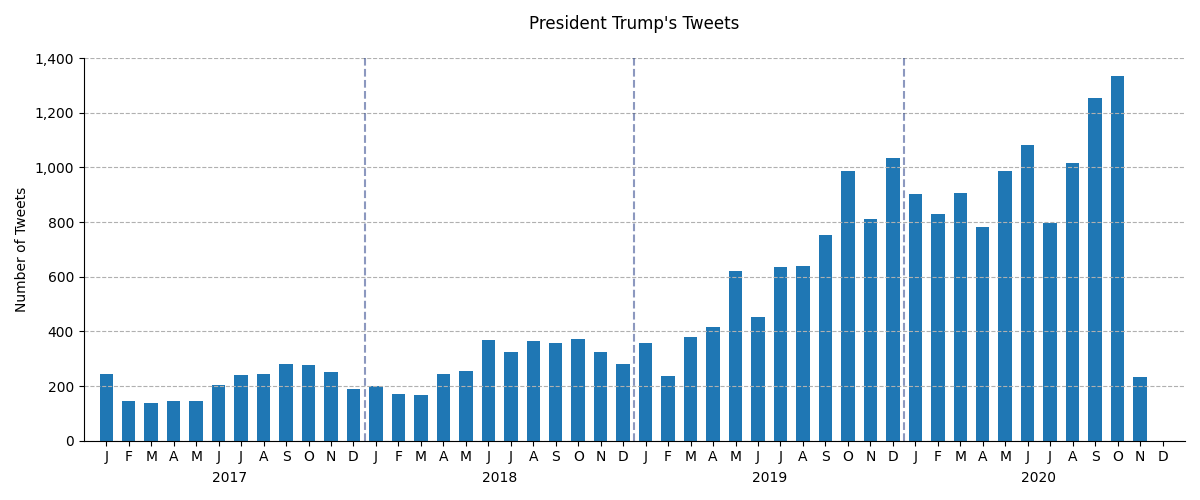 President Trump's Tweets
1,400
1,200
1,000
800
600
400
200
0
Number of Tweets
J F M A M J J A S O N D J F M A M J J A S O N D J F M A M J J A S O N D J F M A M J J A S O N D
2017 2018 2019 2020